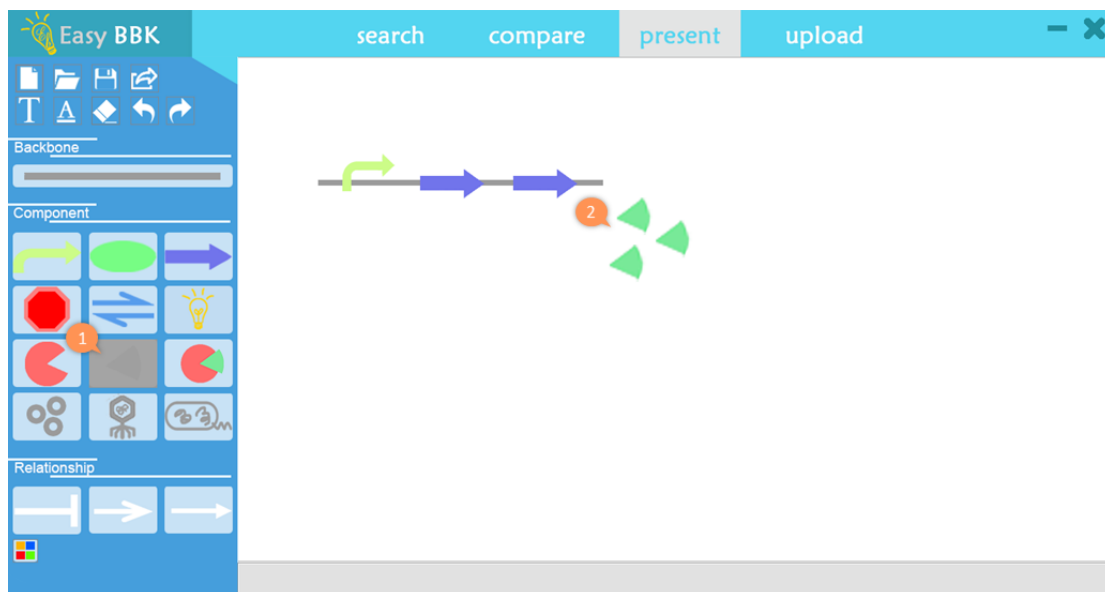 Easy BBK
search compare present upload
T A
Backbone
Component
2
1
Relationship